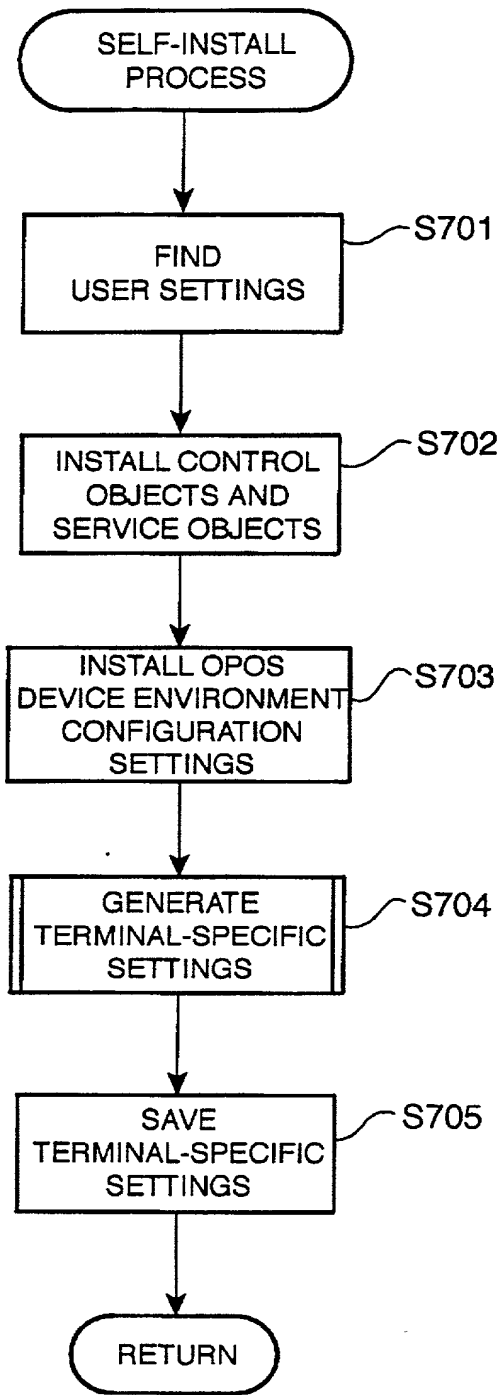 SELF-INSTALL
PROCESS
S701
FIND
USER SETTINGS
S702
INSTALL CONTROL
OBJECTS AND
SERVICE OBJECTS
S703
INSTALL OPOS
DEVICE ENVIRONMENT
CONFIGURATION
SETTINGS
S704
GENERATE
TERMINAL-SPECIFIC
SETTINGS
S705
SAVE
TERMINAL-SPECIFIC
SETTINGS
RETURN